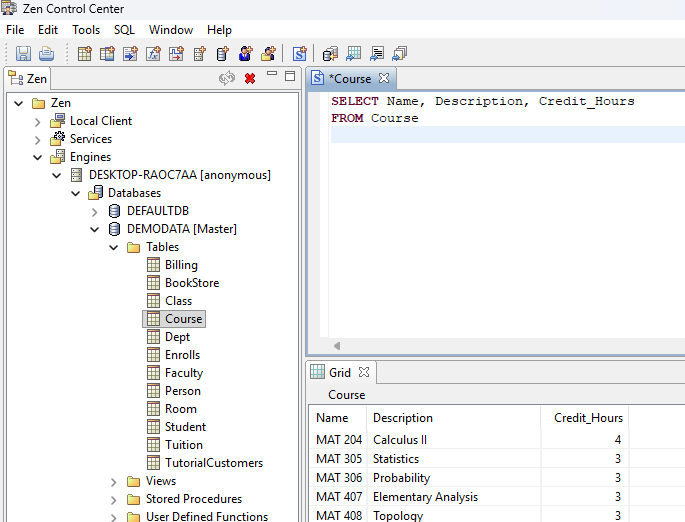 Zen Control Center
File Edit Tools SQL Window Help
Zen
Zen
Local Client
Services
Engines
DESKTOP-RAOC7AA [anonymous]
Databases
DEFAULTDB
DEMODATA [Master]
Tables
Billing
BookStore
Class
Course
Dept
Enrolls
Faculty
Person
Room
Student
Tuition
TutorialCustomers
Views
Stored Procedures
User Defined Functions
*Course
SELECT Name, Description, Credit_Hours
FROM Course
Grid
Course
Name Description Credit_Hours
MAT 204 Calculus II 4
MAT 305 Statistics 3
MAT 306 Probability 3
MAT 407 Elementary Analysis 3
MAT 408 Topology 3